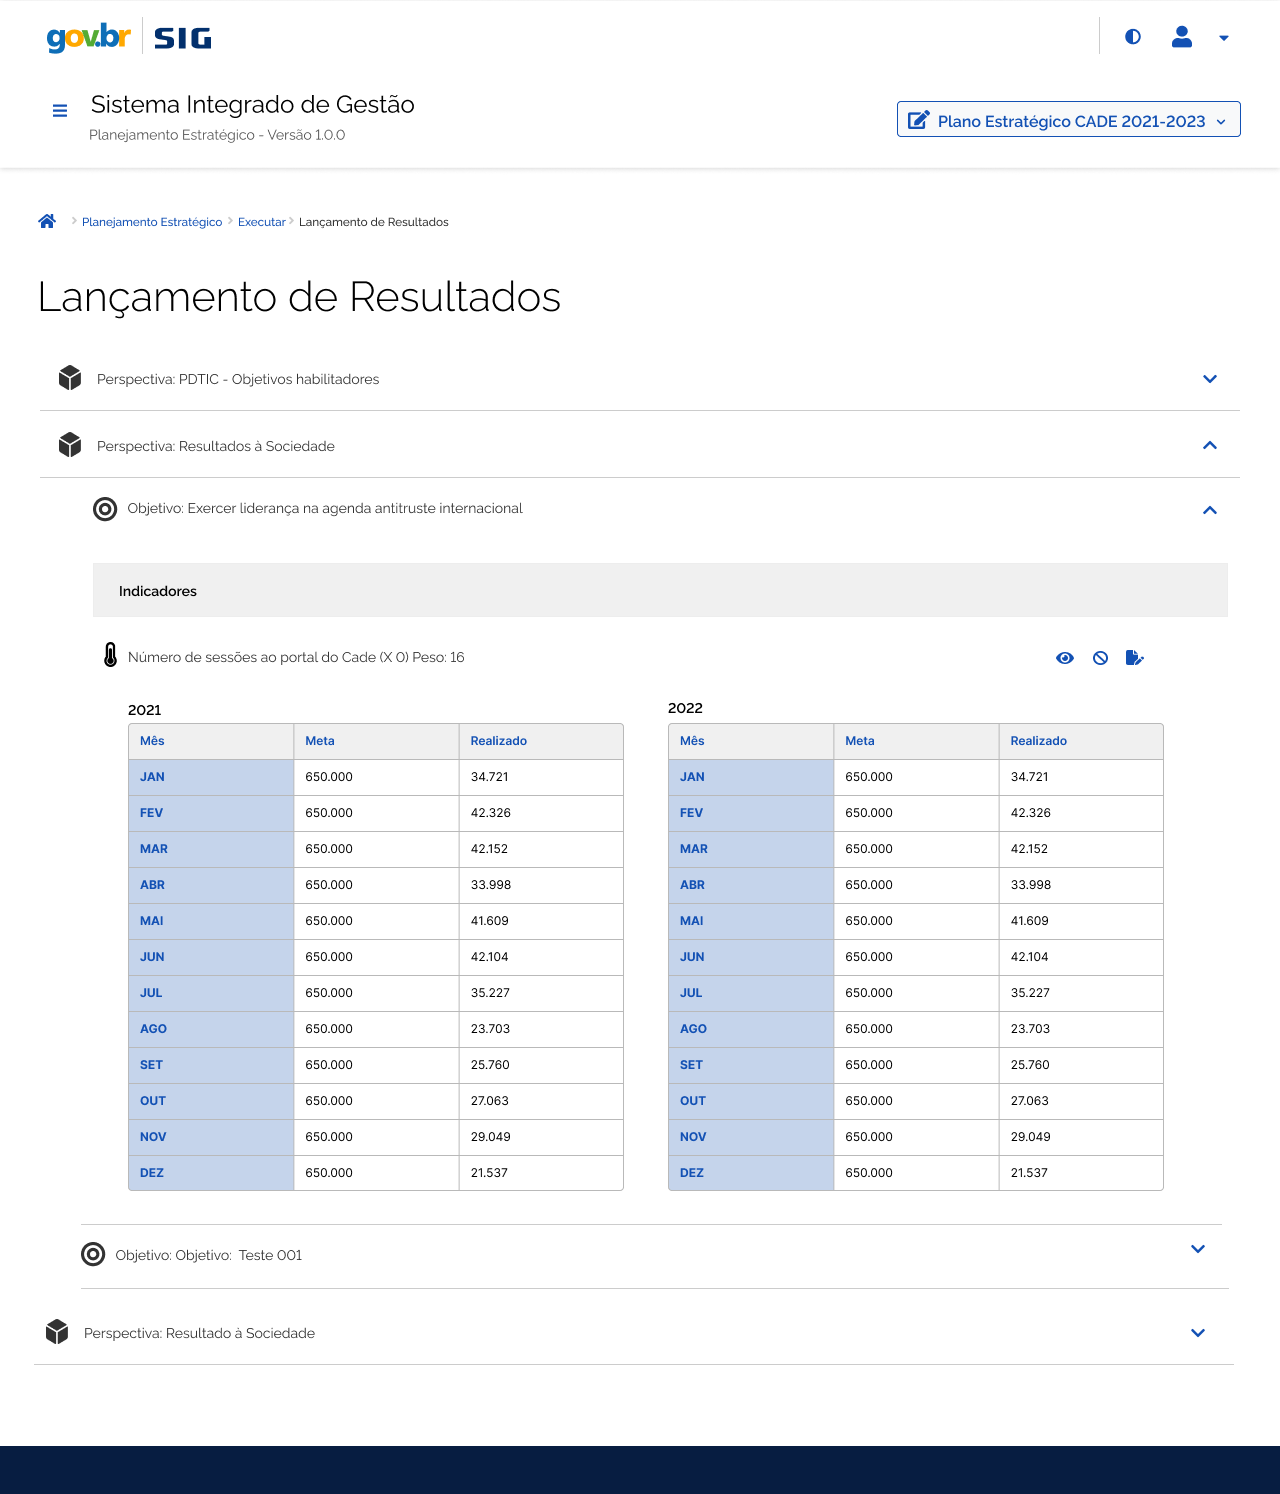 gov.br SIG
Sistema Integrado de Gestão
Planejamento Estratégico - Versão 1.0.0
Plano Estratégico CADE 2021-2023
Planejamento Estratégico Executar Lançamento de Resultados
Lançamento de Resultados
Perspectiva: PDTIC - Objetivos habilitadores
Perspectiva: Resultados à Sociedade
Objetivo: Exercer liderança na agenda antitruste internacional
Indicadores
Número de sessões ao portal do Cade (X 0) Peso: 16
2021
Mês Meta Realizado
JAN 650.000 34.721
FEV 650.000 42.326
MAR 650.000 42.152
ABR 650.000 33.998
MAI 650.000 41.609
JUN 650.000 42.104
JUL 650.000 35.227
AGO 650.000 23.703
SET 650.000 25.760
OUT 650.000 27.063
NOV 650.000 29.049
DEZ 650.000 21.537
2022
Mês Meta Realizado
JAN 650.000 34.721
FEV 650.000 42.326
MAR 650.000 42.152
ABR 650.000 33.998
MAI 650.000 41.609
JUN 650.000 42.104
JUL 650.000 35.227
AGO 650.000 23.703
SET 650.000 25.760
OUT 650.000 27.063
NOV 650.000 29.049
DEZ 650.000 21.537
Objetivo: Objetivo:  Teste 001
Perspectiva: Resultado à Sociedade